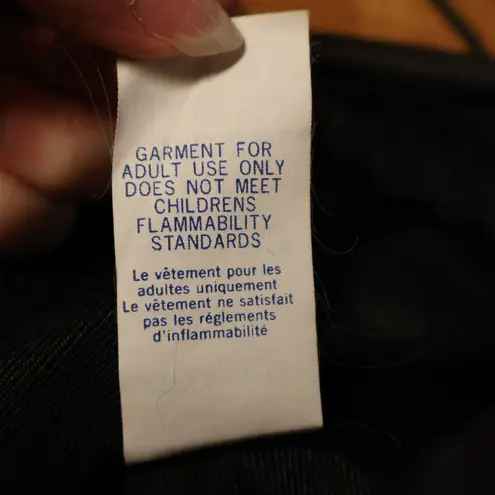 GARMENT FOR
ADULT USE ONLY
DOES NOT MEET
CHILDRENS
FLAMMABILITY
STANDARDS
Le vêtement pour les
adultes uniquement
Le vêtement ne satisfait
pas les réglements
d'inflammabilité